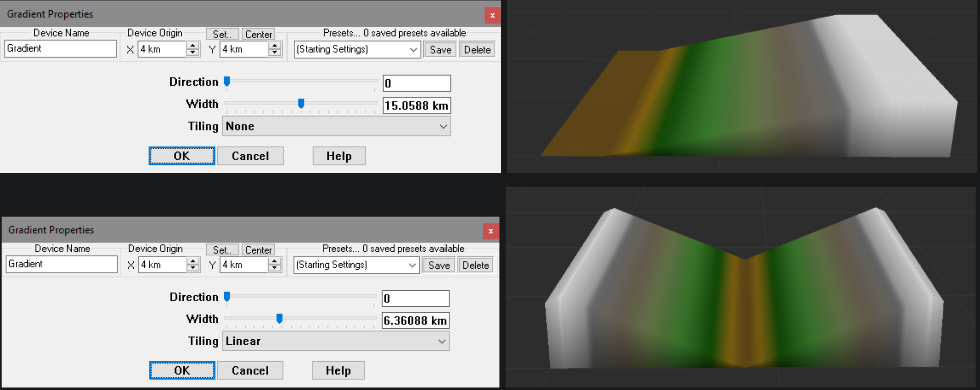 Gradient Properties
x
Device Name Device Origin Set.. Center Presets... 0 saved presets available
Gradient X 4 km Y 4 km (Starting Settings) Save Delete
Direction 0
Width 15.0588 km
Tiling None
OK Cancel Help
Gradient Properties
x
Device Name Device Origin Set.. Center Presets... 0 saved presets available
Gradient X 4 km Y 4 km (Starting Settings) Save Delete
Direction 0
Width 6.36088 km
Tiling Linear
OK Cancel Help